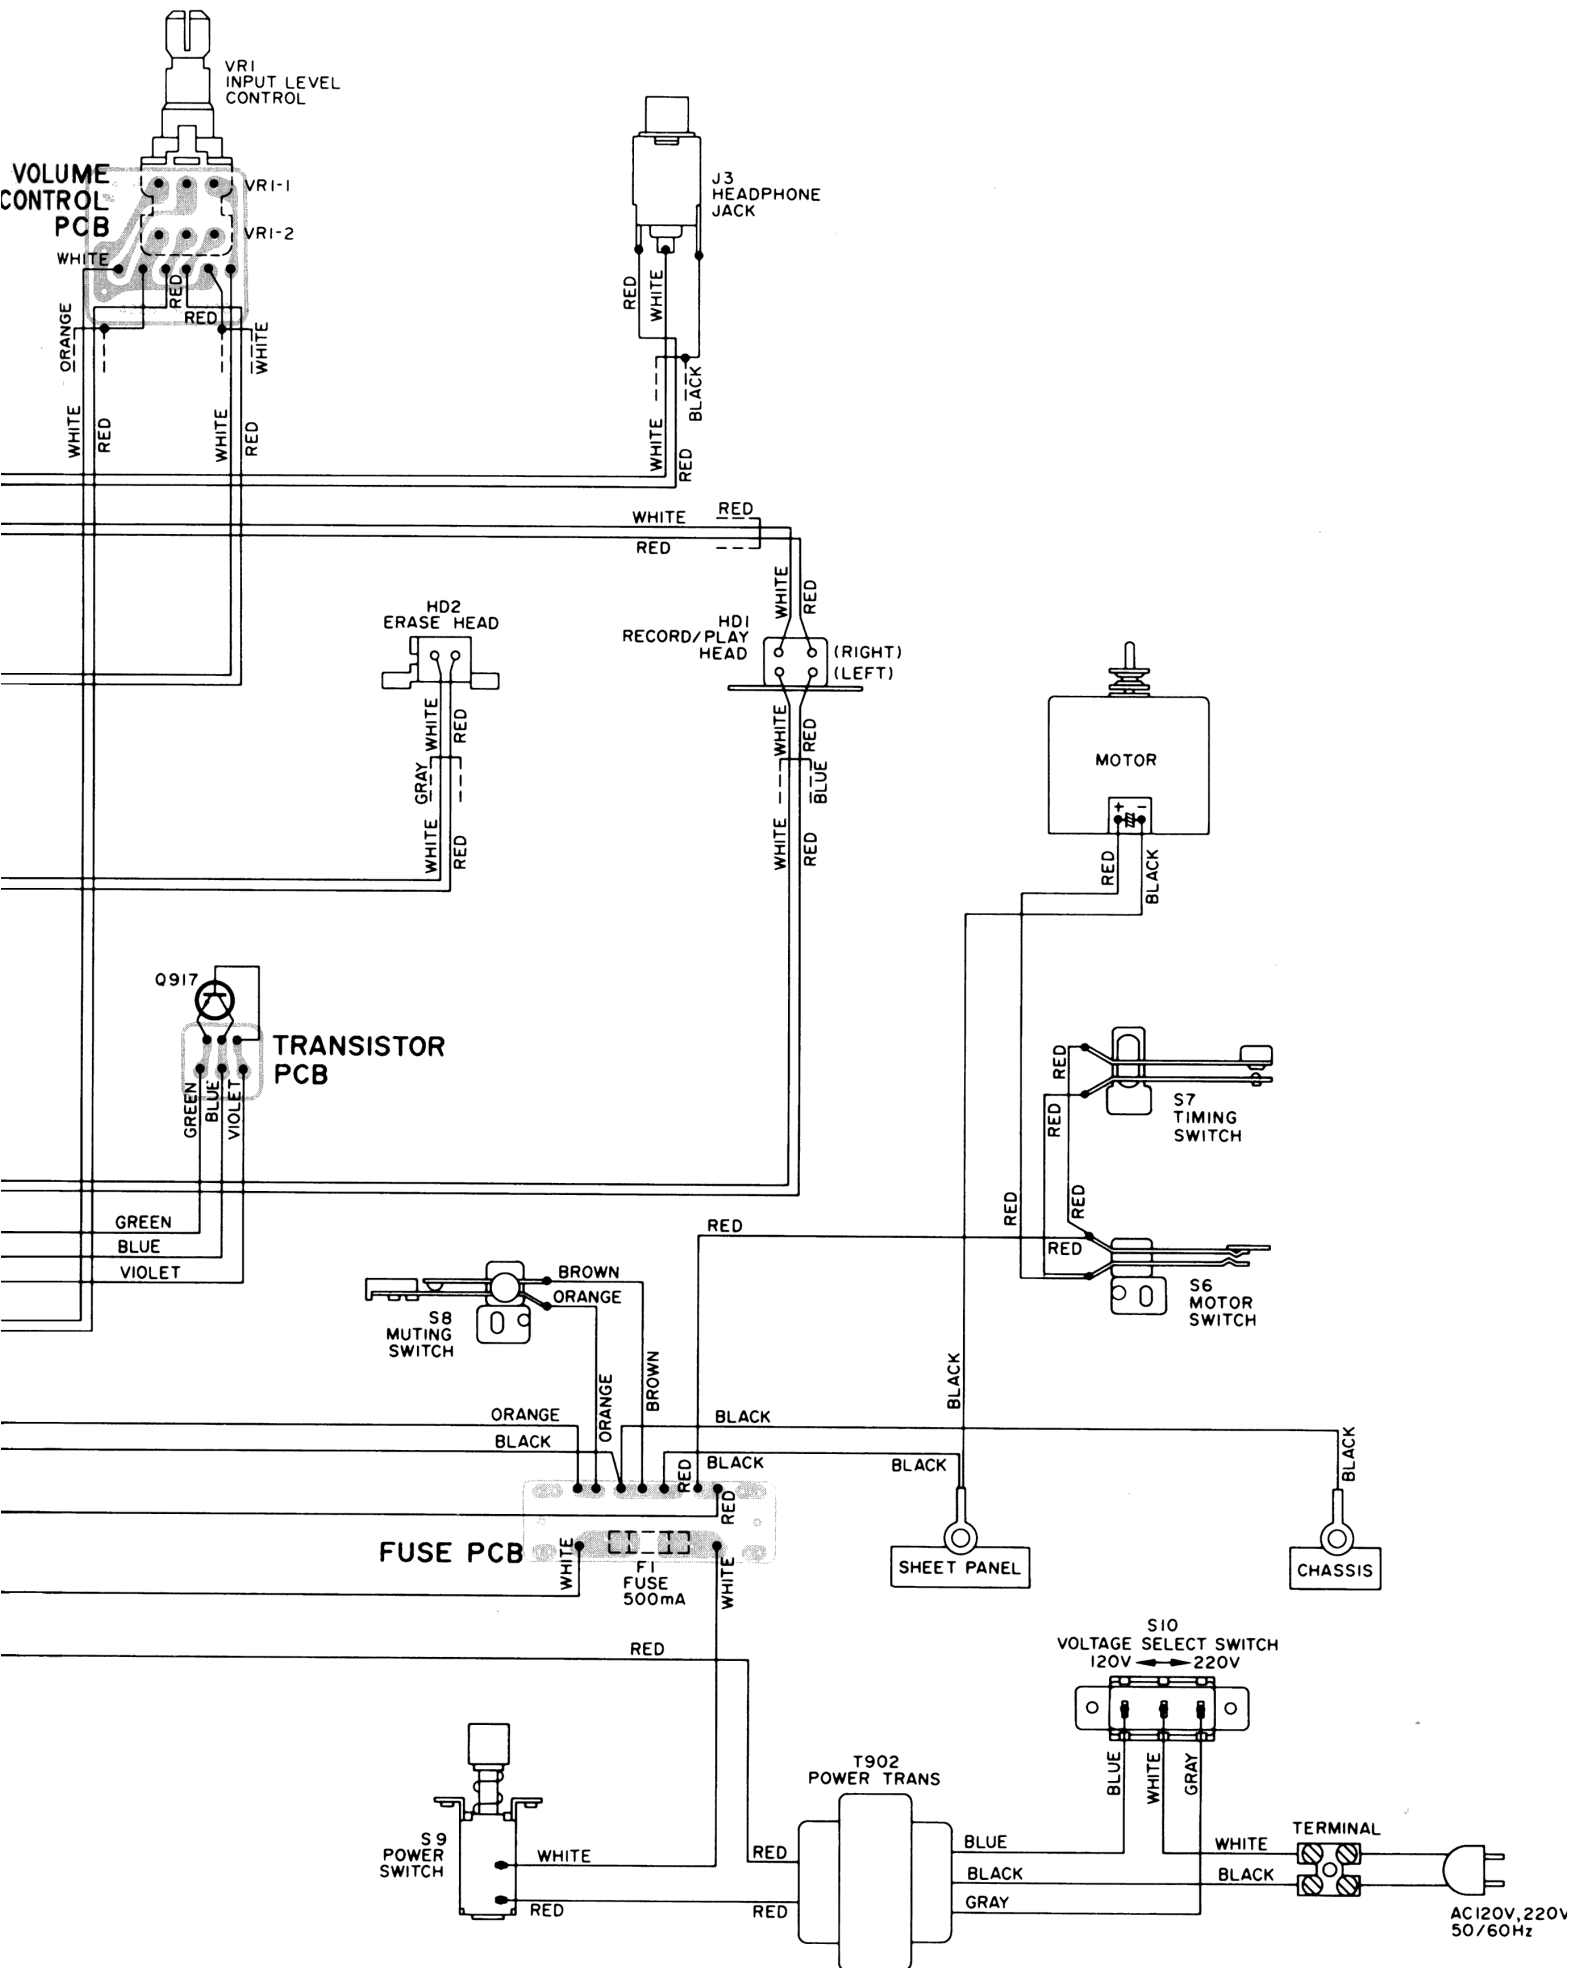 VR1
INPUT LEVEL
CONTROL
VOLUME
CONTROL
PCB
VR1-1
VR1-2
WHITE
RED
RED
ORANGE
WHITE
WHITE
RED
WHITE
RED
J3
HEADPHONE
JACK
RED
WHITE
BLACK
WHITE
RED
RED
WHITE
RED
WHITE
RED
HD1
RECORD/PLAY
HEAD
(RIGHT)
(LEFT)
WHITE
RED
BLUE
WHITE
RED
HD2
ERASE HEAD
WHITE
RED
GRAY
WHITE
RED
MOTOR
+
-
RED
BLACK
Q917
TRANSISTOR
PCB
GREEN
BLUE
VIOLET
GREEN
BLUE
VIOLET
RED
RED
S7
TIMING
SWITCH
RED
RED
RED
RED
S6
MOTOR
SWITCH
BROWN
ORANGE
S8
MUTING
SWITCH
ORANGE
BROWN
BLACK
ORANGE
BLACK
BLACK
BLACK
RED
BLACK
BLACK
RED
FUSE PCB
WHITE
F1
FUSE
500mA
WHITE
SHEET PANEL
CHASSIS
RED
S10
VOLTAGE SELECT SWITCH
120V 220V
BLUE
WHITE
GRAY
T902
POWER TRANS
S9
POWER
SWITCH
WHITE
RED
RED
RED
BLUE
BLACK
GRAY
TERMINAL
WHITE
BLACK
AC120V,220V
50/60Hz